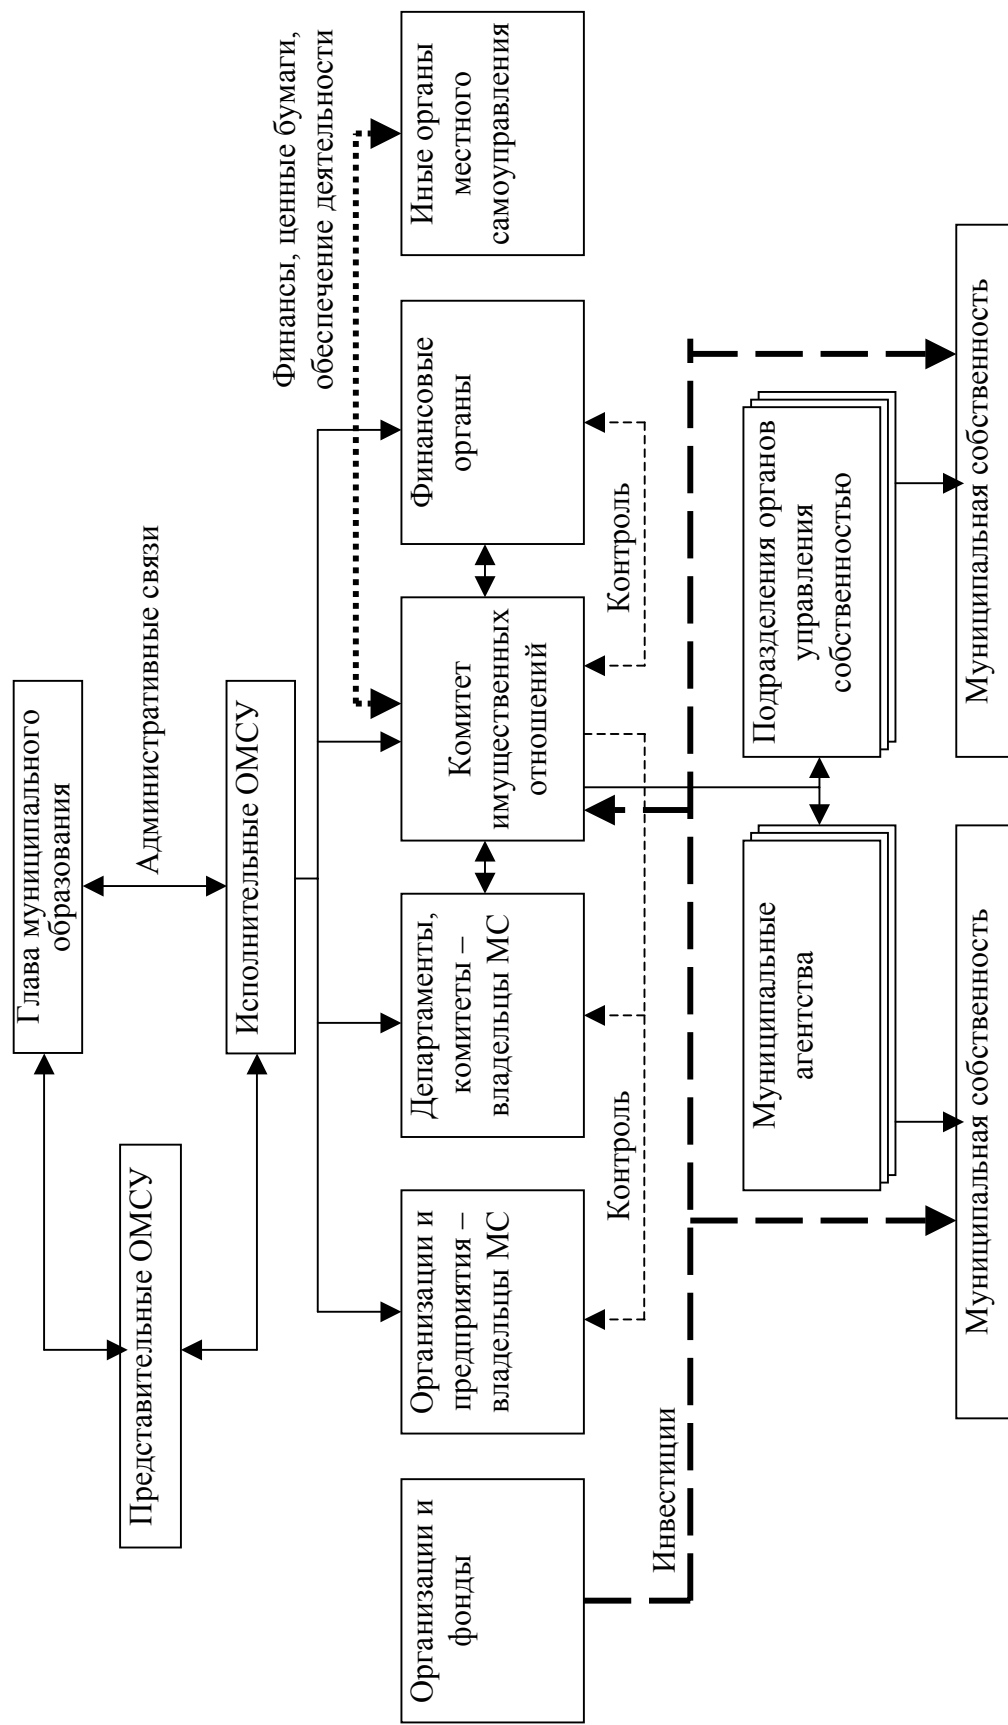 Глава муниципального
образования
Административные связи
Представительные ОМСУ
Исполнительные ОМСУ
Финансы, ценные бумаги,
обеспечение деятельности
Организации и
фонды
Организации и
предприятия –
владельцы МС
Департаменты,
комитеты –
владельцы МС
Комитет
имущественных
отношений
Финансовые
органы
Иные органы
местного
самоуправления
Контроль
Контроль
Инвестиции
Муниципальные
агентства
Подразделения органов
управления
собственностью
Муниципальная собственность
Муниципальная собственность